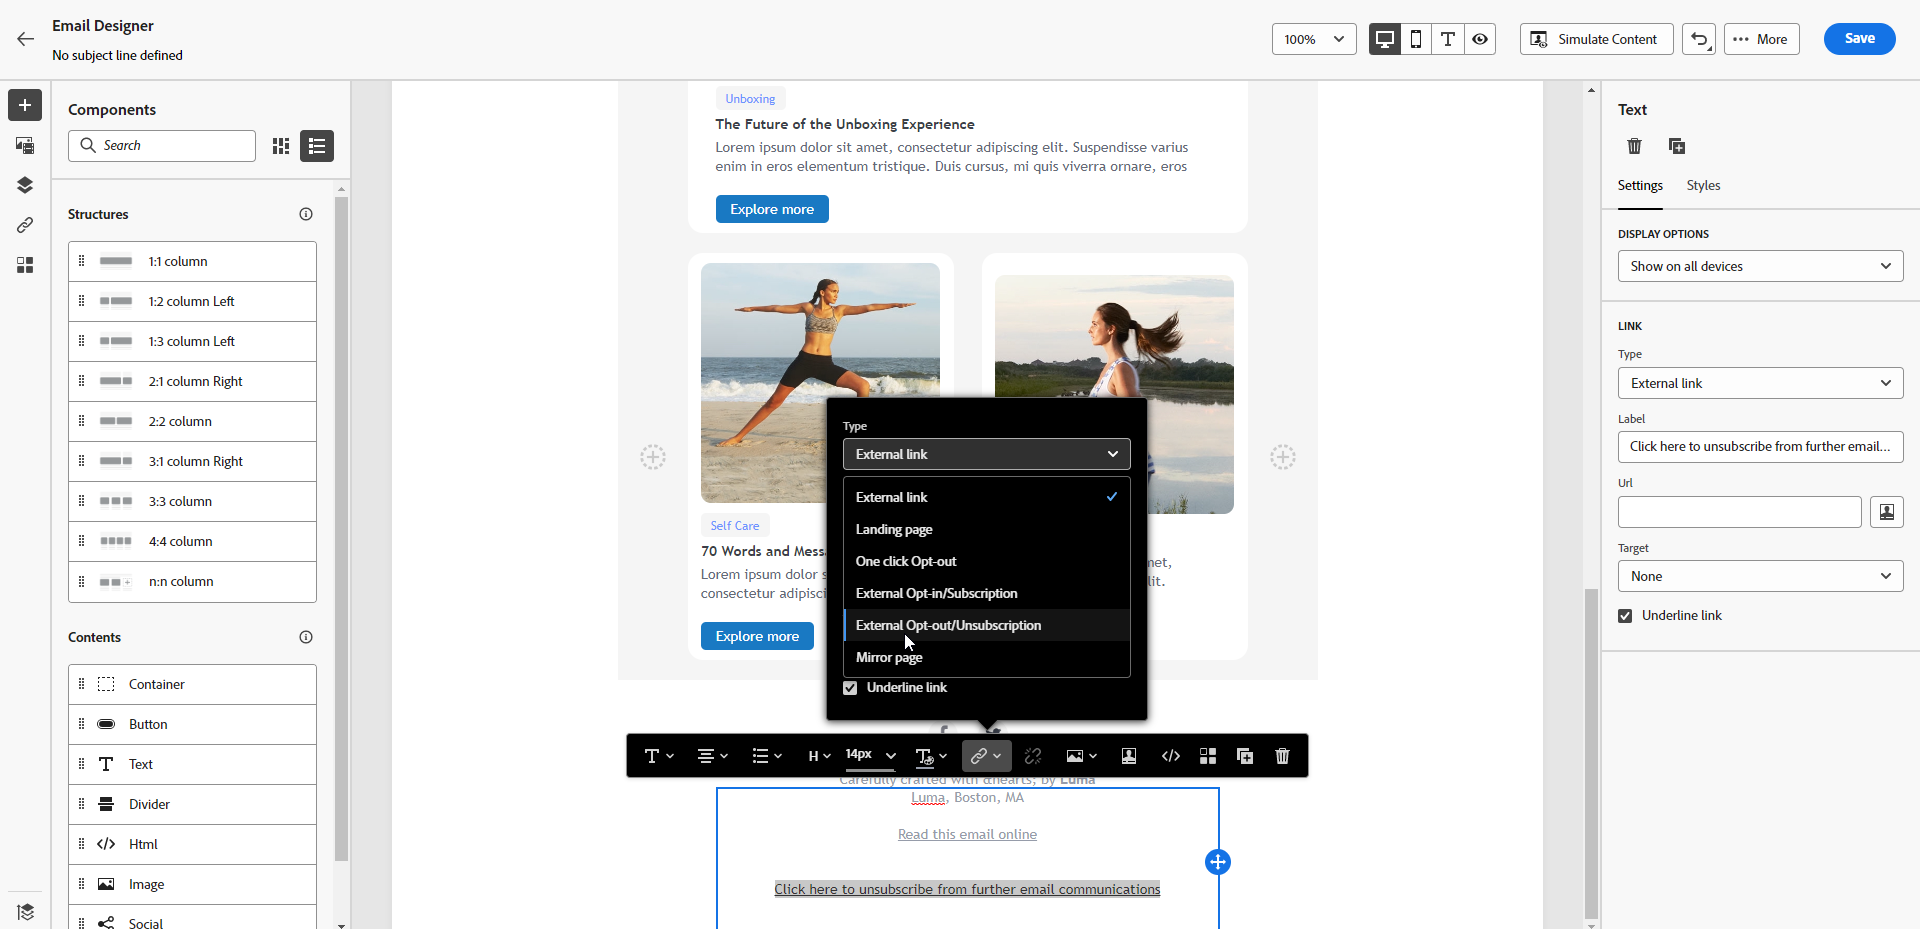 Email Designer
No subject line defined
100%
Simulate Content
More
Save
Components
Search
Structures
1:1 column
1:2 column Left
1:3 column Left
2:1 column Right
2:2 column
3:1 column Right
3:3 column
4:4 column
n:n column
Contents
Container
Button
Text
Divider
Html
Image
Social
Unboxing
The Future of the Unboxing Experience
Lorem ipsum dolor sit amet, consectetur adipiscing elit. Suspendisse varius
enim in eros elementum tristique. Duis cursus, mi quis viverra ornare, eros
Explore more
Self Care
70 Words and Mess
Lorem ipsum dolor s
consectetur adipisci
Explore more
met,
lit.
Type
External link
External link
Landing page
One click Opt-out
External Opt-in/Subscription
External Opt-out/Unsubscription
Mirror page
Underline link
H
14px
Carefully crafted with &hearts; by Luma
Luma, Boston, MA
Read this email online
Click here to unsubscribe from further email communications
Text
Settings
Styles
DISPLAY OPTIONS
Show on all devices
LINK
Type
External link
Label
Click here to unsubscribe from further email...
Url
Target
None
Underline link